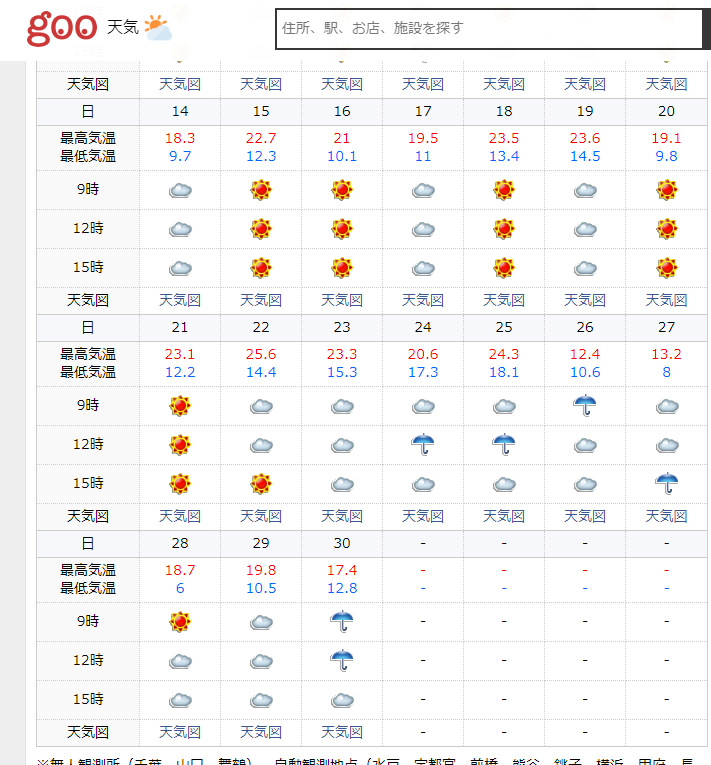 goo 天気
住所、駅、お店、施設を探す
天気図 天気図 天気図 天気図 天気図 天気図 天気図 天気図
日 14 15 16 17 18 19 20
最高気温 18.3 22.7 21 19.5 23.5 23.6 19.1
最低気温 9.7 12.3 10.1 11 13.4 14.5 9.8
9時
12時
15時
天気図 天気図 天気図 天気図 天気図 天気図 天気図 天気図
日 21 22 23 24 25 26 27
最高気温 23.1 25.6 23.3 20.6 24.3 12.4 13.2
最低気温 12.2 14.4 15.3 17.3 18.1 10.6 8
9時
12時
15時
天気図 天気図 天気図 天気図 天気図 天気図 天気図 天気図
日 28 29 30 - - - -
最高気温 18.7 19.8 17.4 - - - -
最低気温 6 10.5 12.8 - - - -
9時 - - - -
12時 - - - -
15時 - - - -
天気図 天気図 天気図 天気図 - - - -
※無人観測所（千葉、山口、舞鶴）、自動観測地点（水戸、宇都宮、前橋、熊谷、銚子、横浜、甲府、長